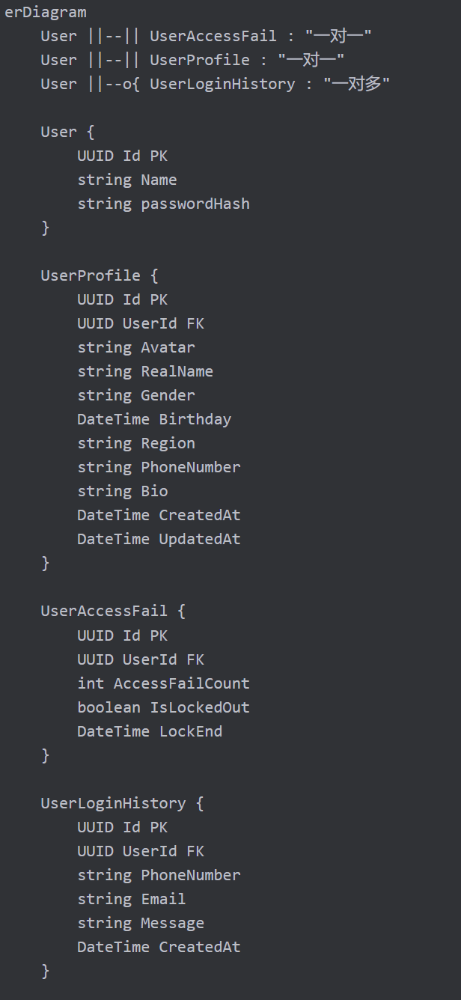 erDiagram
    User ||--|| UserAccessFail : "一对一"
    User ||--|| UserProfile : "一对一"
    User ||--o{ UserLoginHistory : "一对多"

    User {
        UUID Id PK
        string Name
        string passwordHash
    }

    UserProfile {
        UUID Id PK
        UUID UserId FK
        string Avatar
        string RealName
        string Gender
        DateTime Birthday
        string Region
        string PhoneNumber
        string Bio
        DateTime CreatedAt
        DateTime UpdatedAt
    }

    UserAccessFail {
        UUID Id PK
        UUID UserId FK
        int AccessFailCount
        boolean IsLockedOut
        DateTime LockEnd
    }

    UserLoginHistory {
        UUID Id PK
        UUID UserId FK
        string PhoneNumber
        string Email
        string Message
        DateTime CreatedAt
    }